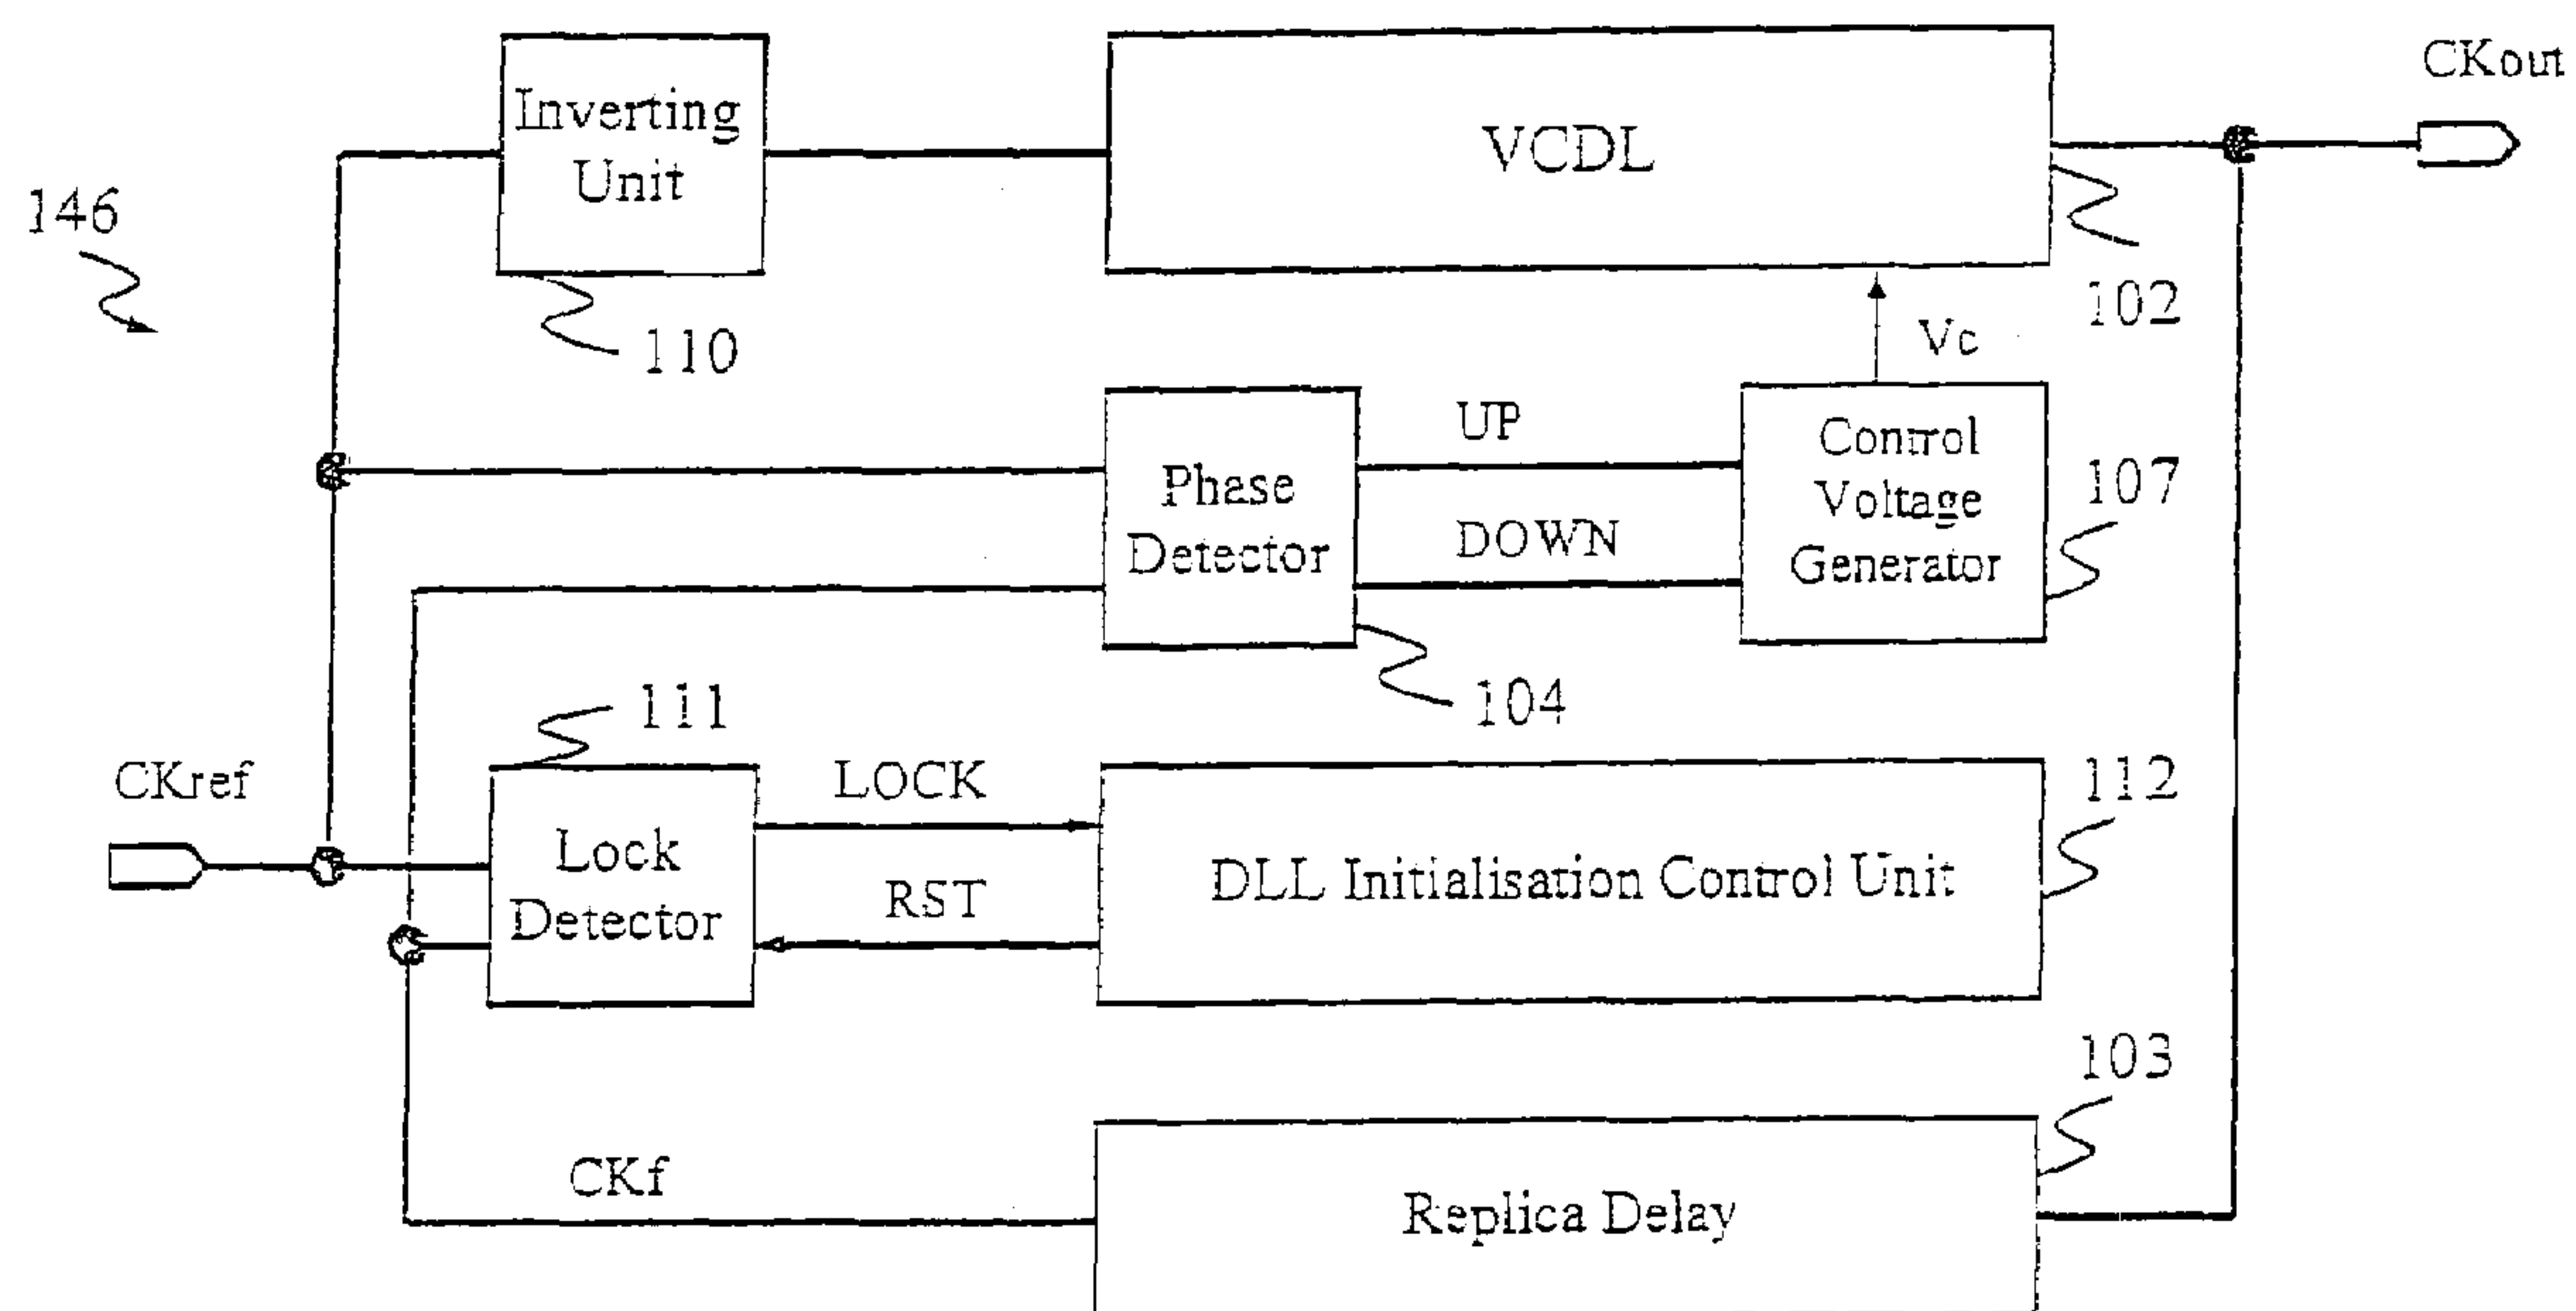 CKout
Inverting
Unit
VCDL
146
110
102
Vc
UP
Control
Voltage
Generator
Phase
Detector
DOWN
107
104
111
CKref
LOCK
112
Lock
Detector
RST
DLL Initialisation Control Unit
103
CKf
Replica Delay